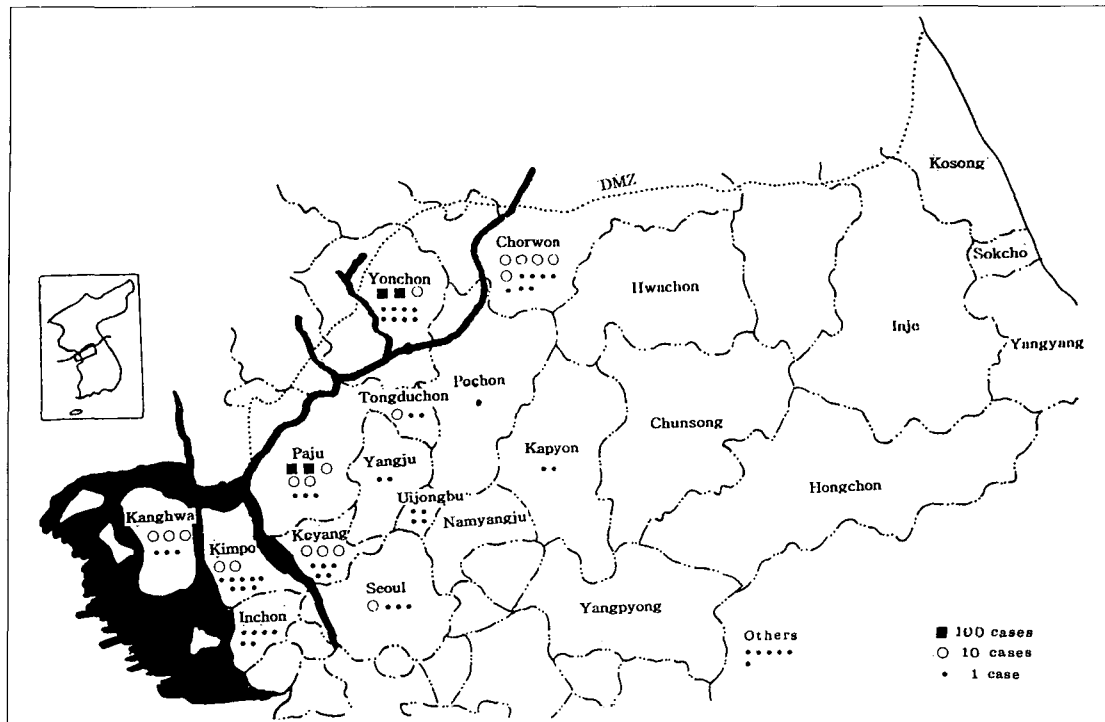 DMZ
Kosong
Chorwon
Sokcho
Yonchon
Hwachon
Inje
Yangyang
Pochon
Tongduchon
Chunsong
Paju
Yangju
Kapyon
Hongchon
Uijongbu
Kanghwa
Namyangju
Koyang
Kimpo
Seoul
Inchon
Yangpyong
Others
100 cases
10 cases
1 case